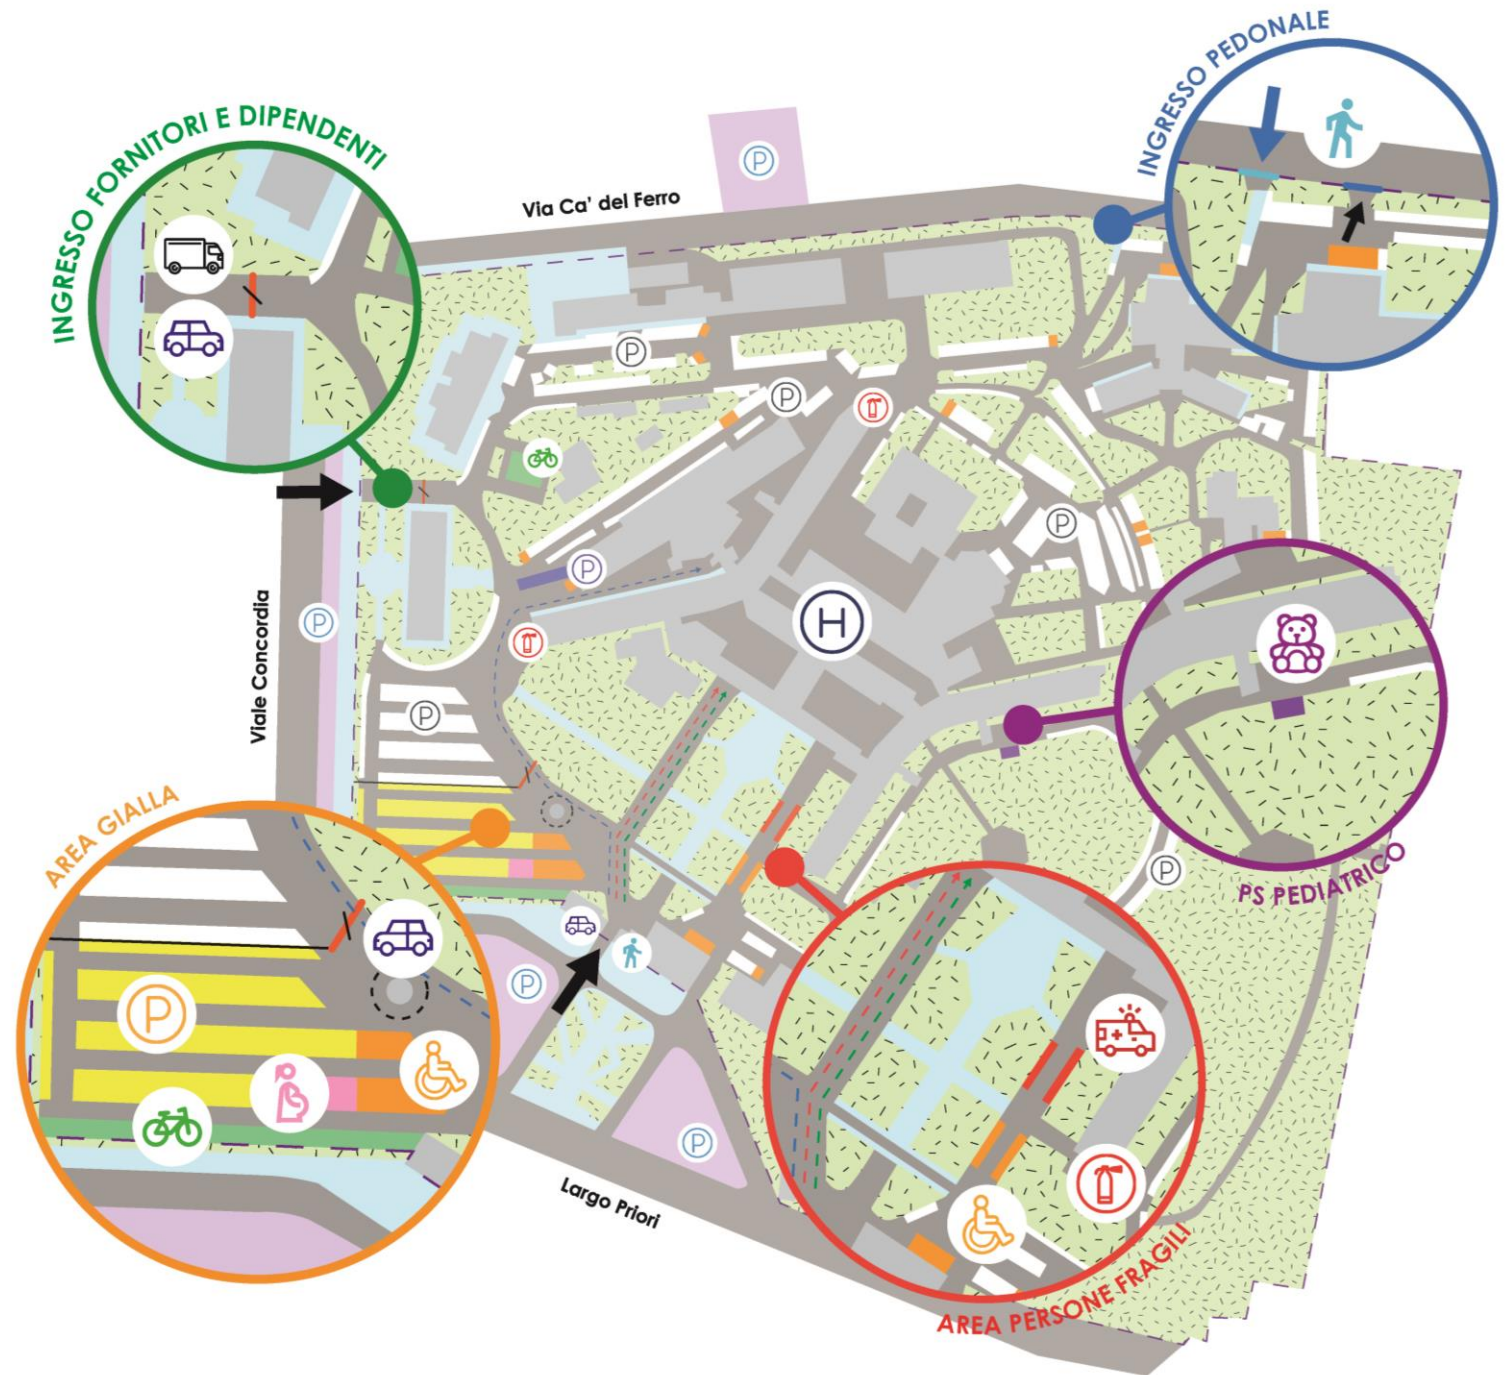 INGRESSO PEDONALE
INGRESSO FORNITORI E DIPENDENTI
P
Via Ca' del Ferro
P
P
P
P
H
Viale Concordia
P
P
AREA GIALLA
PS PEDIATRICO
P
P
P
P
Largo Priori
AREA PERSONE FRAGILI